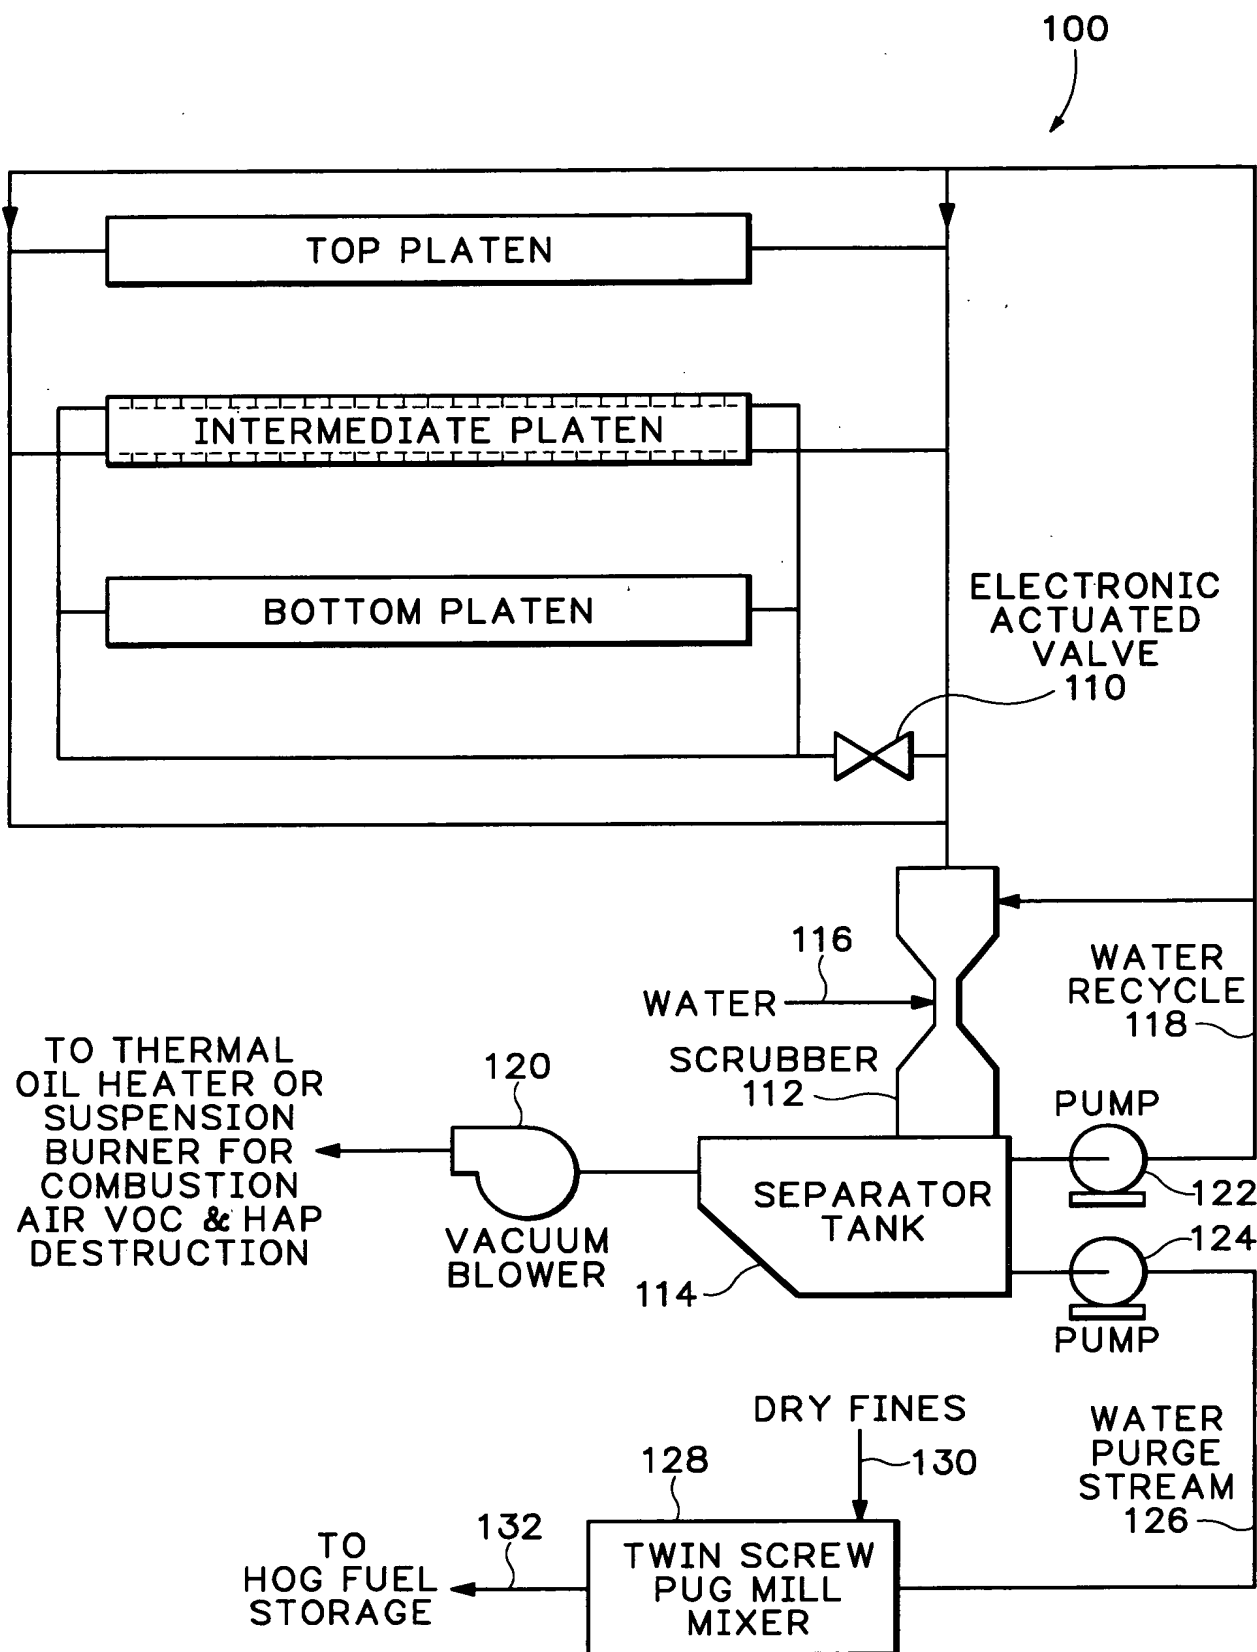 100
TOP PLATEN
INTERMEDIATE PLATEN
BOTTOM PLATEN
ELECTRONIC
ACTUATED
VALVE
110
116
WATER
WATER
RECYCLE
118
SCRUBBER
112
TO THERMAL
OIL HEATER OR
SUSPENSION
BURNER FOR
COMBUSTION
AIR VOC & HAP
DESTRUCTION
120
VACUUM
BLOWER
SEPARATOR
TANK
114
PUMP
122
124
PUMP
DRY FINES
130
WATER
PURGE
STREAM
126
128
TWIN SCREW
PUG MILL
MIXER
132
TO
HOG FUEL
STORAGE